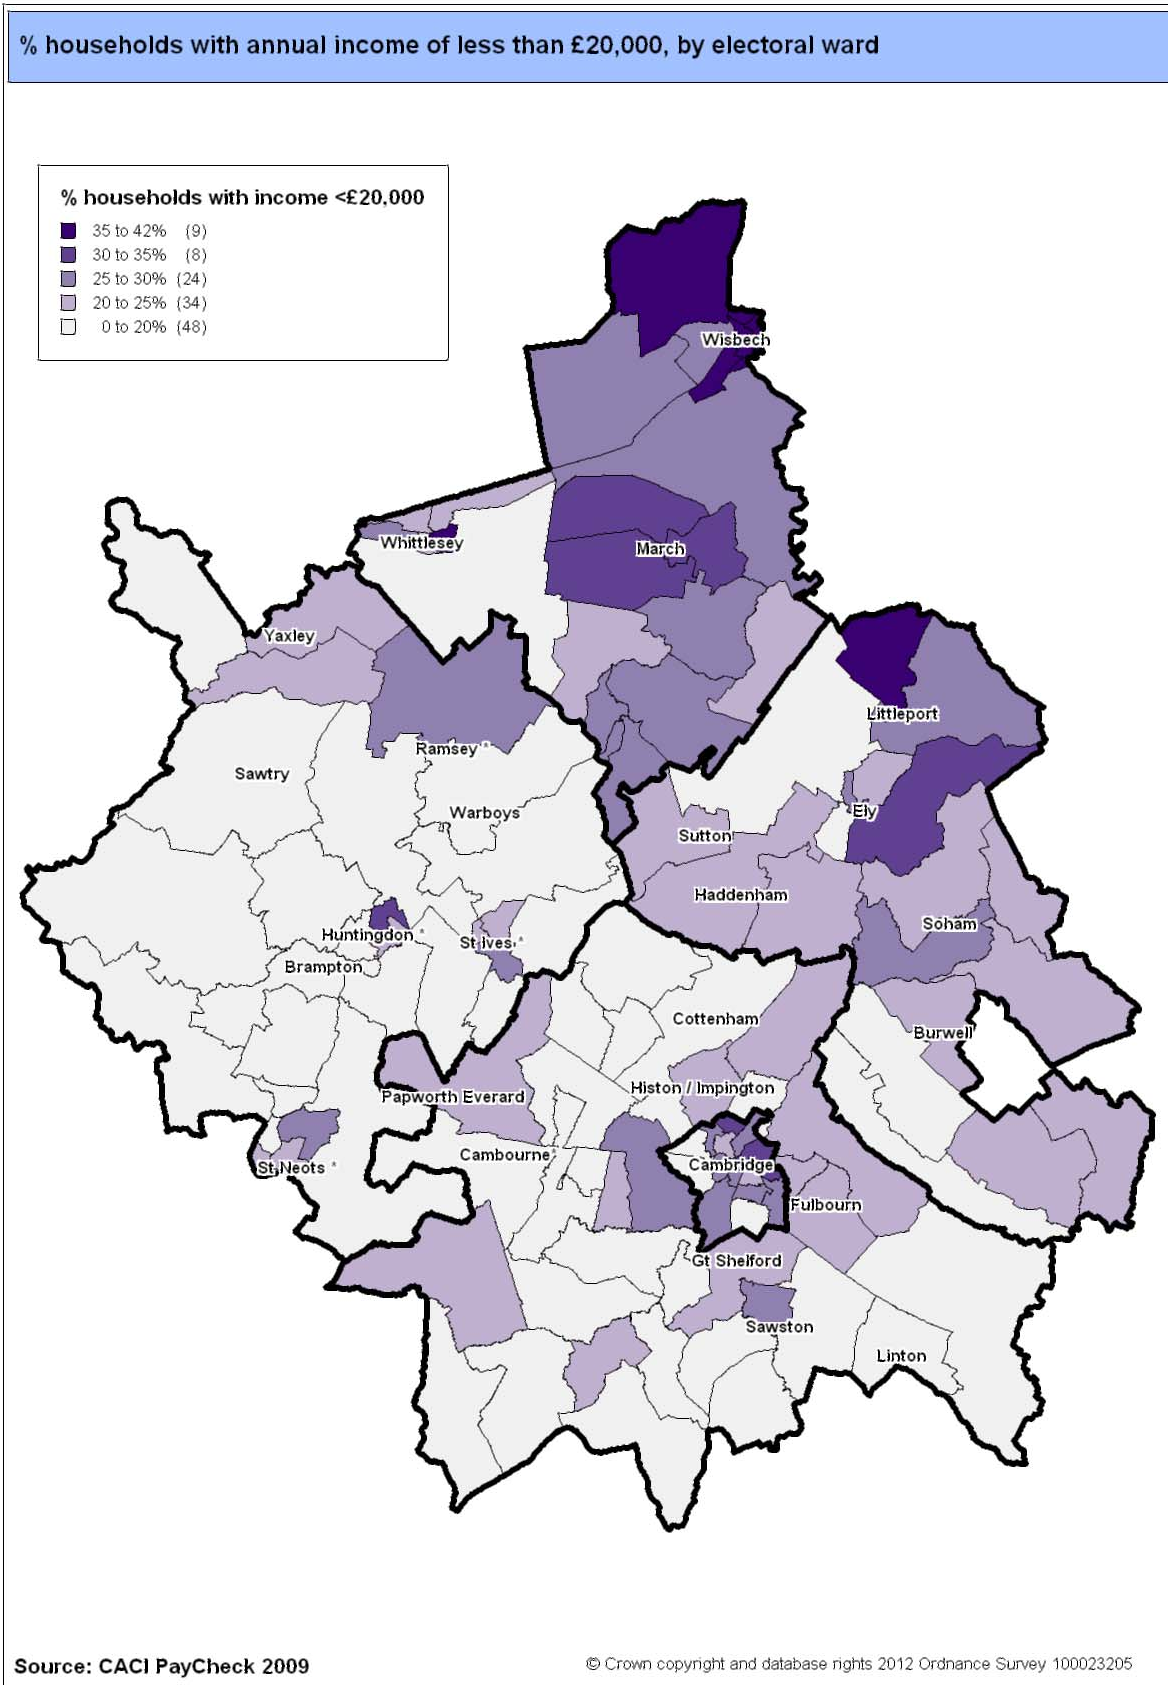 % households with annual income of less than £20,000, by electoral ward
% households with income <£20,000
35 to 42% (9)
30 to 35% (8)
25 to 30% (24)
20 to 25% (34)
0 to 20% (48)
Wisbech
Whittlesey
March
Yaxley
Littleport
Ramsey *
Sawtry
Warboys
Ely
Sutton
Haddenham
Huntingdon *
St Ives *
Soham
Brampton
Cottenham
Burwell
Histon / Impington
Papworth Everard
Cambourne*
St Neots *
Cambridge
Fulbourn
Gt Shelford
Sawston
Linton
Source: CACI PayCheck 2009
© Crown copyright and database rights 2012 Ordnance Survey 100023205